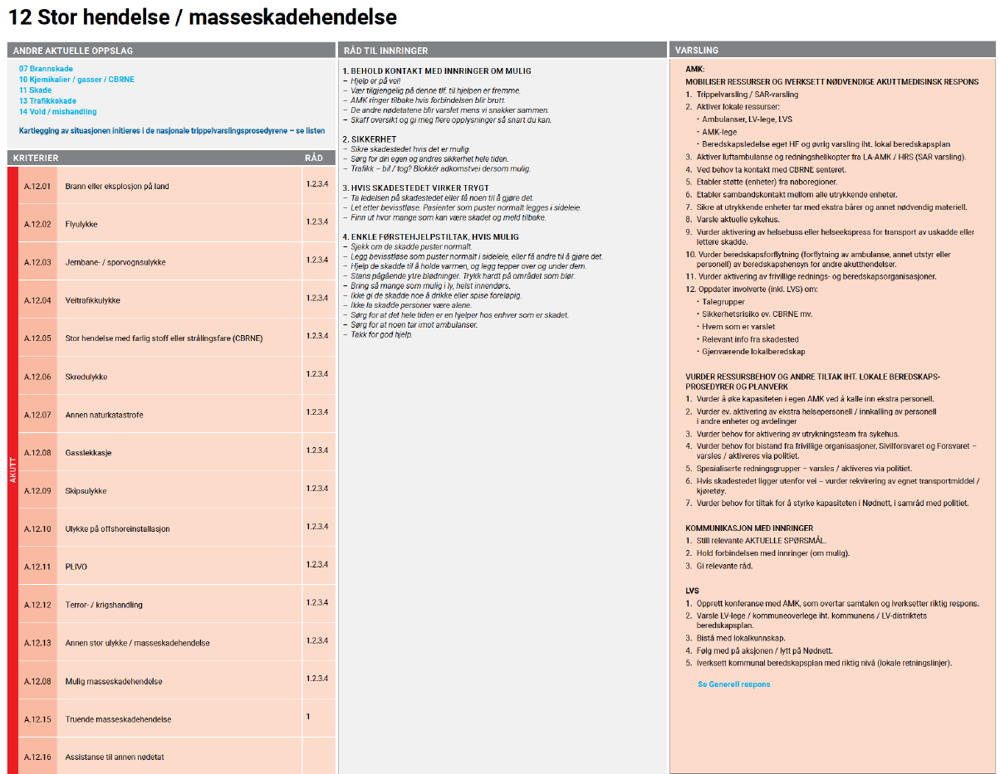 12 Stor hendelse / masseskadehendelse
ANDRE AKTUELLE OPPSLAG
07 Brannskade
10 Kjemikalier / gasser / CBRNE
11 Skade
13 Trafikkskade
14 Vold / mishandling
Kartlegging av situasjonen initieres i de nasjonale trippelvarslingsprosedyrene – se listen
KRITERIER RÅD
AKUTT
A.12.01 Brann eller eksplosjon på land 1.2.3.4
A.12.02 Flyulykke 1.2.3.4
A.12.03 Jernbane- / sporvognsulykke 1.2.3.4
A.12.04 Veitrafikkulykke 1.2.3.4
A.12.05 Stor hendelse med farlig stoff eller strålingsfare (CBRNE) 1.2.3.4
A.12.06 Skredulykke 1.2.3.4
A.12.07 Annen naturkatastrofe 1.2.3.4
A.12.08 Gasslekkasje 1.2.3.4
A.12.09 Skipsulykke 1.2.3.4
A.12.10 Ulykke på offshoreinstallasjon 1.2.3.4
A.12.11 PLIVO 1.2.3.4
A.12.12 Terror- / krigshandling 1.2.3.4
A.12.13 Annen stor ulykke / masseskadehendelse 1.2.3.4
A.12.08 Mulig masseskadehendelse 1.2.3.4
A.12.15 Truende masseskadehendelse 1
A.12.16 Assistanse til annen nødetat
RÅD TIL INNRINGER
1. BEHOLD KONTAKT MED INNRINGER OM MULIG
– Hjelp er på vei!
– Vær tilgjengelig på denne tlf. til hjelpen er fremme.
– AMK ringer tilbake hvis forbindelsen blir brutt.
– De andre nødetatene blir varslet mens vi snakker sammen.
– Skaff oversikt og gi meg flere opplysninger så snart du kan.
2. SIKKERHET
– Sikre skadestedet hvis det er mulig.
– Sørg for din egen og andres sikkerhet hele tiden.
– Trafikk – bil / tog? Blokkér adkomstvei dersom mulig.
3. HVIS SKADESTEDET VIRKER TRYGT
– Ta ledelsen på skadestedet eller få noen til å gjøre det.
– Let etter bevisstløse. Pasienter som puster normalt legges i sideleie.
– Finn ut hvor mange som kan være skadet og meld tilbake.
4. ENKLE FØRSTEHJELPSTILTAK, HVIS MULIG
– Sjekk om de skadde puster normalt.
– Legg bevisstløse som puster normalt i sideleie, eller få andre til å gjøre det.
– Hjelp de skadde til å holde varmen, og legg tepper over og under dem.
– Stans pågående ytre blødninger. Trykk hardt på området som blør.
– Bring så mange som mulig i ly, helst innendørs.
– Ikke gi de skadde noe å drikke eller spise foreløpig.
– Ikke la skadde personer være alene.
– Sørg for at det hele tiden er en hjelper hos enhver som er skadet.
– Sørg for at noen tar imot ambulanser.
– Takk for god hjelp.
VARSLING
AMK:
MOBILISER RESSURSER OG IVERKSETT NØDVENDIGE AKUTTMEDISINSK RESPONS
1. Trippelvarsling / SAR-varsling
2. Aktiver lokale ressurser:
• Ambulanser, LV-lege, LVS
• AMK-lege
• Beredskapsledelse eget HF og øvrig varsling iht. lokal beredskapsplan
3. Aktiver luftambulanse og redningshelikopter fra LA-AMK / HRS (SAR varsling).
4. Ved behov ta kontakt med CBRNE senteret.
5. Etabler støtte (enheter) fra naboregioner.
6. Etabler sambandskontakt mellom alle utrykkende enheter.
7. Sikre at utrykkende enheter tar med ekstra bårer og annet nødvendig materiell.
8. Varsle aktuelle sykehus.
9. Vurder aktivering av helsebuss eller helseekspress for transport av uskadde eller
lettere skadde.
10. Vurder beredskapsforflytning (forflytning av ambulanse, annet utstyr eller
personell) av beredskapshensyn for andre akutthendelser.
11. Vurder aktivering av frivillige rednings- og beredskapsorganisasjoner.
12. Oppdater involverte (inkl. LVS) om:
• Talegrupper
• Sikkerhetsrisiko ev. CBRNE mv.
• Hvem som er varslet
• Relevant info fra skadested
• Gjenværende lokalberedskap
VURDER RESSURSBEHOV OG ANDRE TILTAK IHT. LOKALE BEREDSKAPS-
PROSEDYRER OG PLANVERK
1. Vurder å øke kapasiteten i egen AMK ved å kalle inn ekstra personell.
2. Vurder ev. aktivering av ekstra helsepersonell / innkalling av personell
i andre enheter og avdelinger
3. Vurder behov for aktivering av utrykningsteam fra sykehus.
4. Vurder behov for bistand fra frivillige organisasjoner, Sivilforsvaret og Forsvaret –
varsles / aktiveres via politiet.
5. Spesialiserte redningsgrupper – varsles / aktiveres via politiet.
6. Hvis skadestedet ligger utenfor vei – vurder rekvirering av egnet transportmiddel /
kjøretøy.
7. Vurder behov for tiltak for å styrke kapasiteten i Nødnett, i samråd med politiet.
KOMMUNIKASJON MED INNRINGER
1. Still relevante AKTUELLE SPØRSMÅL.
2. Hold forbindelsen med innringer (om mulig).
3. Gi relevante råd.
LVS
1. Opprett konferanse med AMK, som overtar samtalen og iverksetter riktig respons.
2. Varsle LV-lege / kommuneoverlege iht. kommunens / LV-distriktets
beredskapsplan.
3. Bistå med lokalkunnskap.
4. Følg med på aksjonen / lytt på Nødnett.
5. Iverksett kommunal beredskapsplan med riktig nivå (lokale retningslinjer).
Se Generell respons